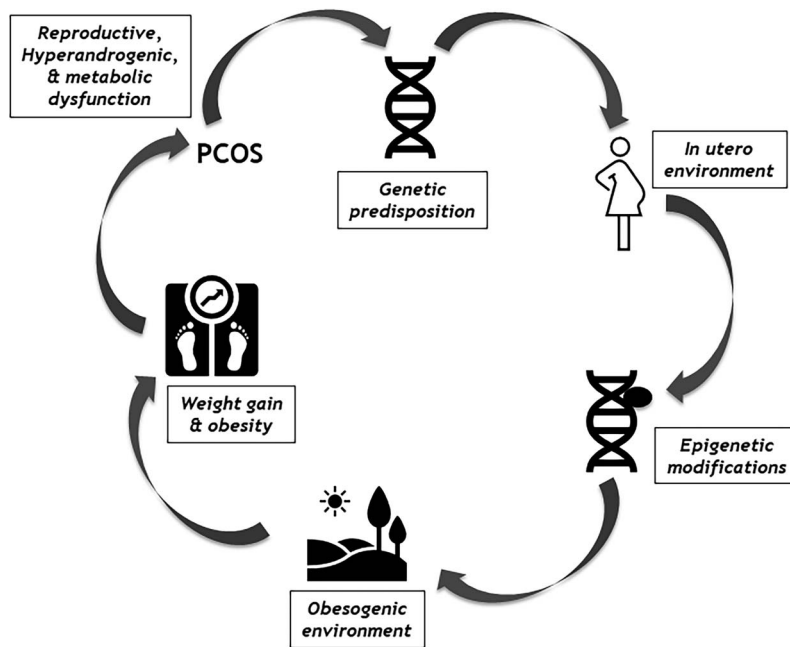 Reproductive,
Hyperandrogenic,
& metabolic
dysfunction
PCOS
Genetic
predisposition
In utero
environment
Epigenetic
modifications
Obesogenic
environment
Weight gain
& obesity